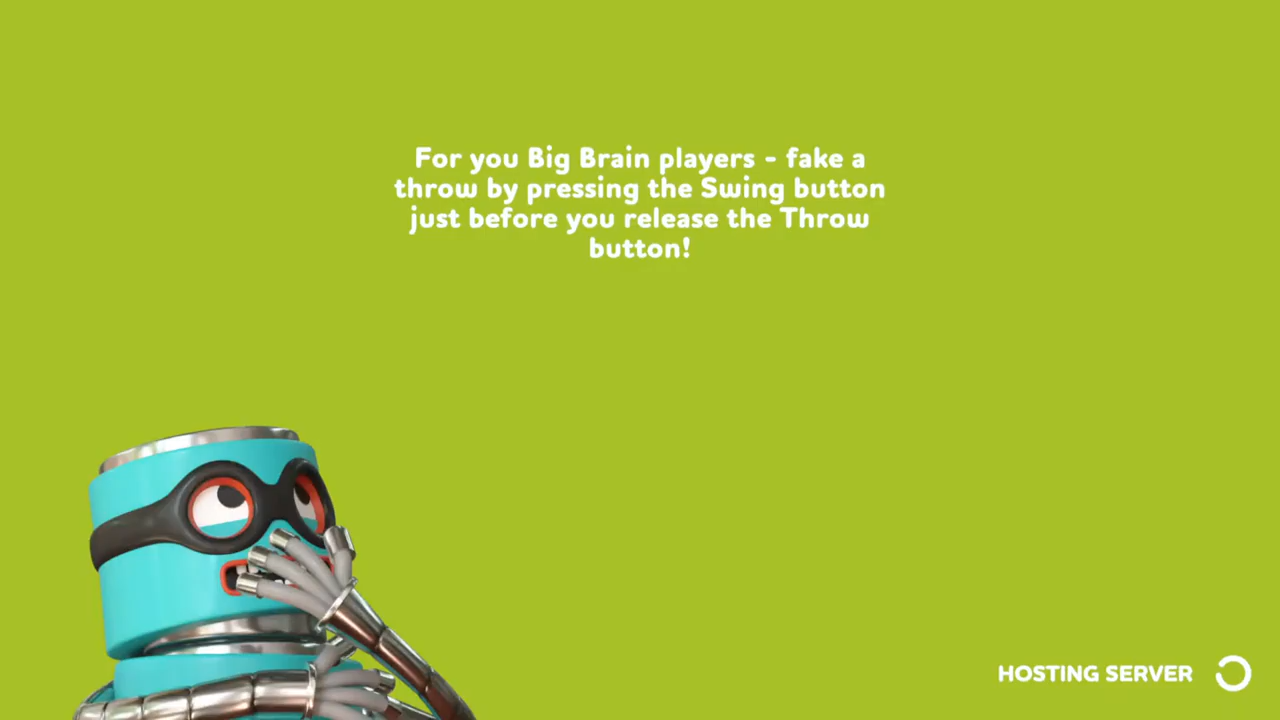 For you Big Brain players - fake a
throw by pressing the Swing button
just before you release the Throw
button!
HOSTING SERVER